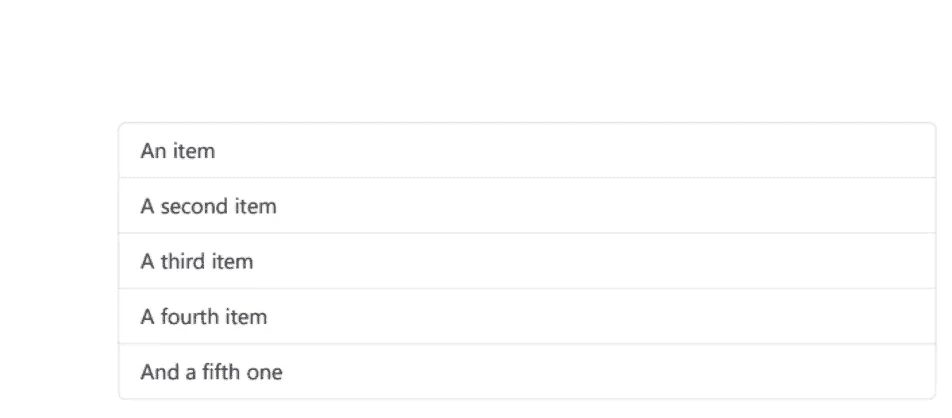 An item
A second item
A third item
A fourth item
And a fifth one